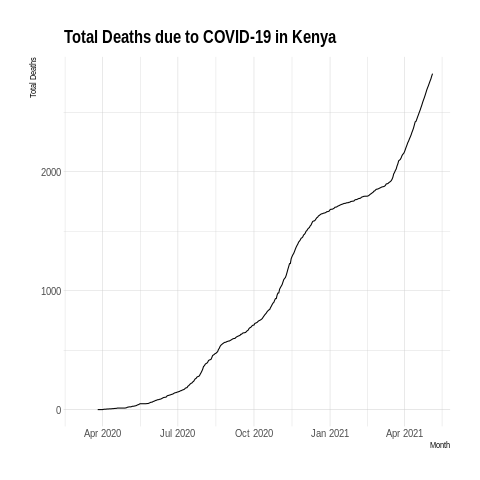 Total Deaths due to COVID-19 in Kenya
Total Deaths
2000
1000
0
Apr 2020 Jul 2020 Oct 2020 Jan 2021 Apr 2021
Month